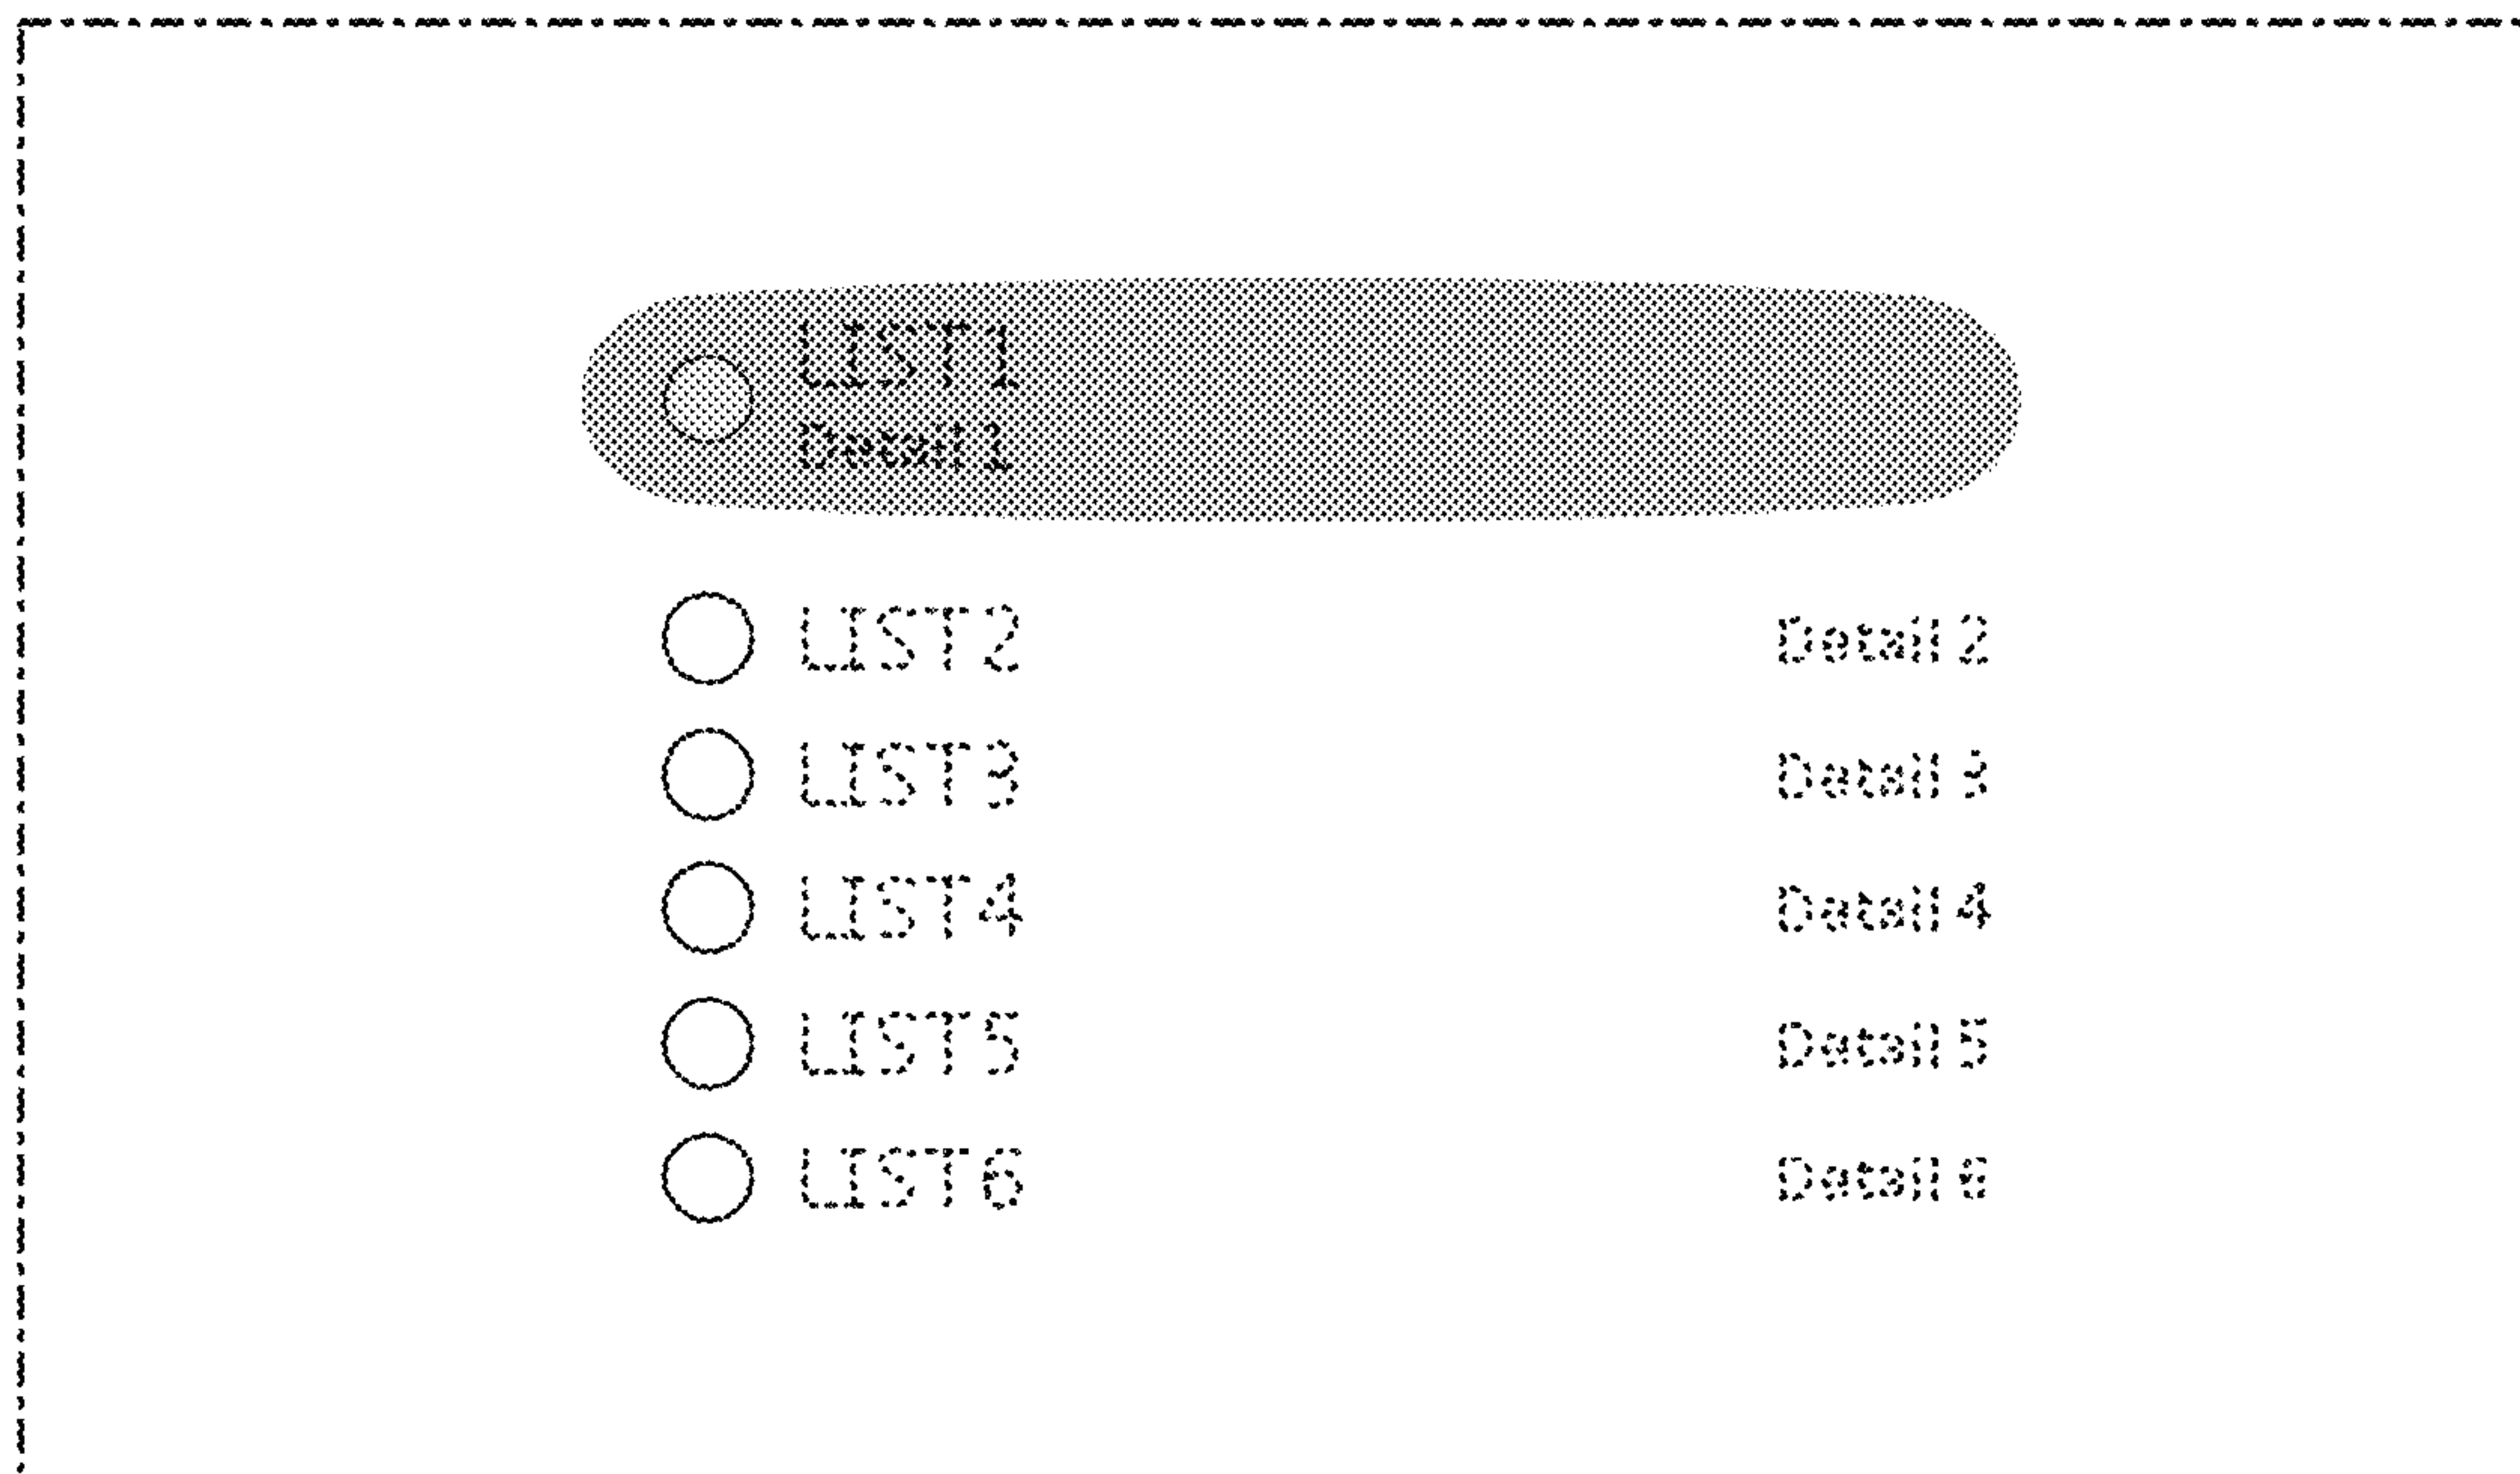 LIST1
Detail 1
LIST2 Detail 2
LIST3 Detail 3
LIST4 Detail 4
LIST5 Detail 5
LIST6 Detail 6